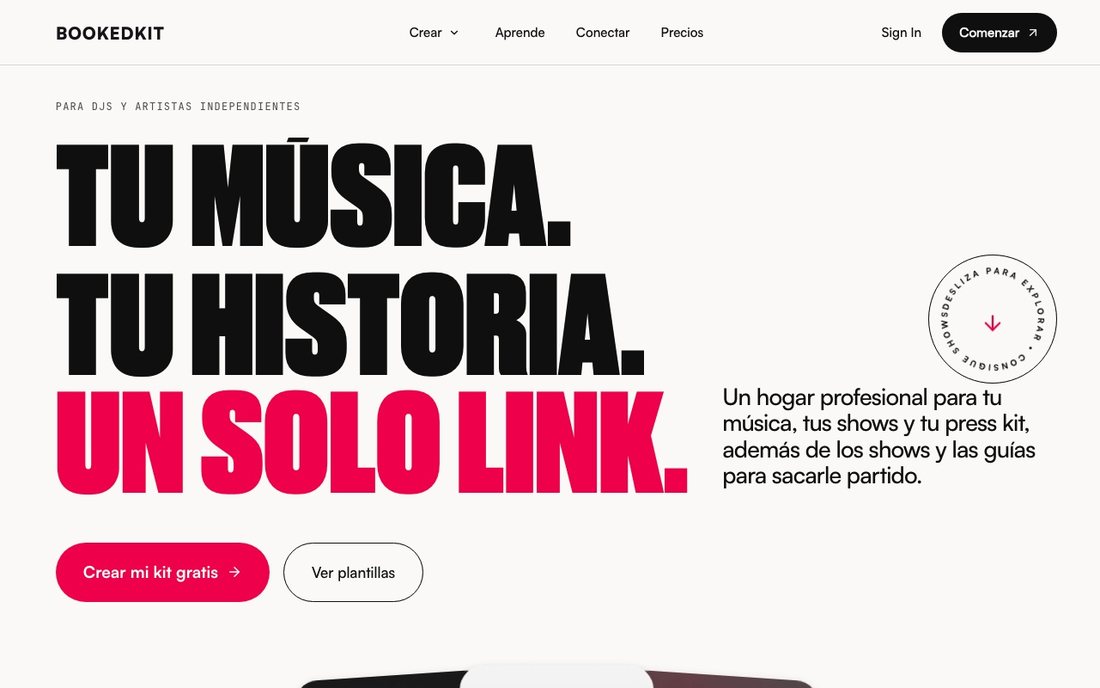 BOOKEDKIT
Crear
Aprende
Conectar
Precios
Sign In
Comenzar
PARA DJS Y ARTISTAS INDEPENDIENTES
TU MÚSICA.
TU HISTORIA.
UN SOLO LINK.
DESLIZA PARA EXPLORAR • CONSIGUE SHOWS
Un hogar profesional para tu
música, tus shows y tu press kit,
además de los shows y las guías
para sacarle partido.
Crear mi kit gratis
Ver plantillas